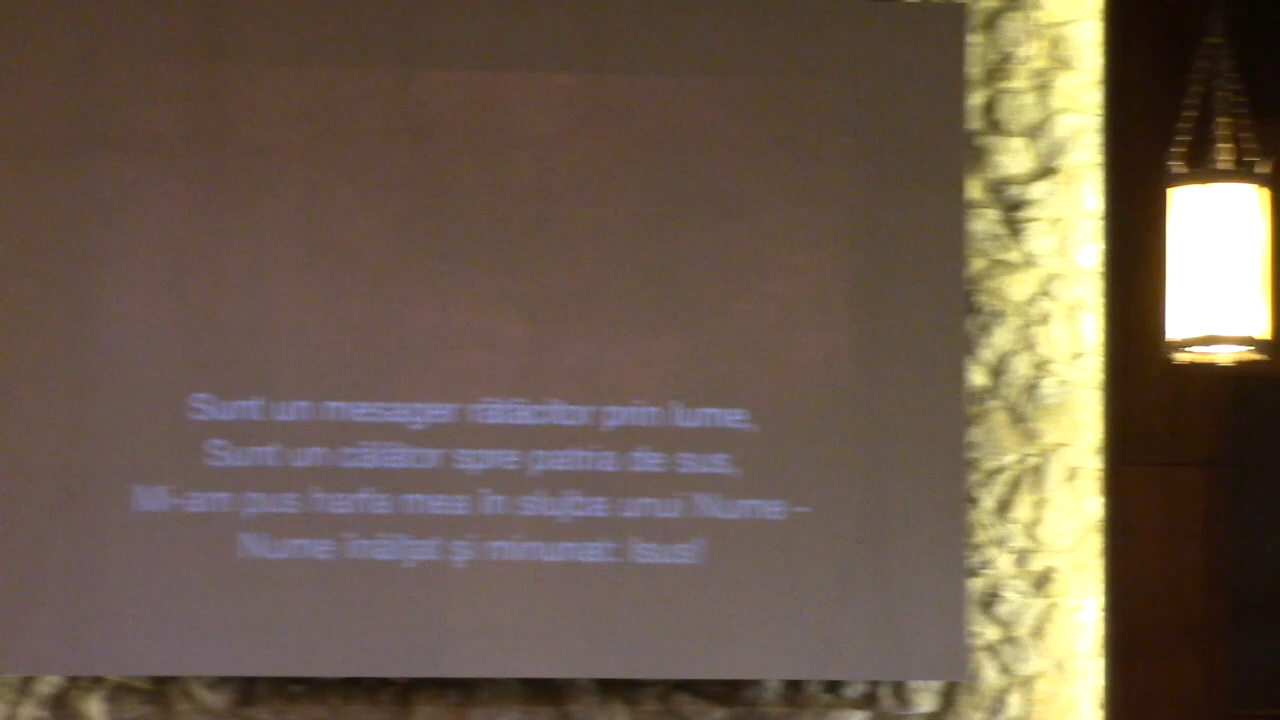 Sunt un mesager rătăcitor prin lume,
Sunt un călător spre patria de sus,
Mi-am pus harfa mea în slujba unui Nume -
Nume înălțat și minunat: Isus!